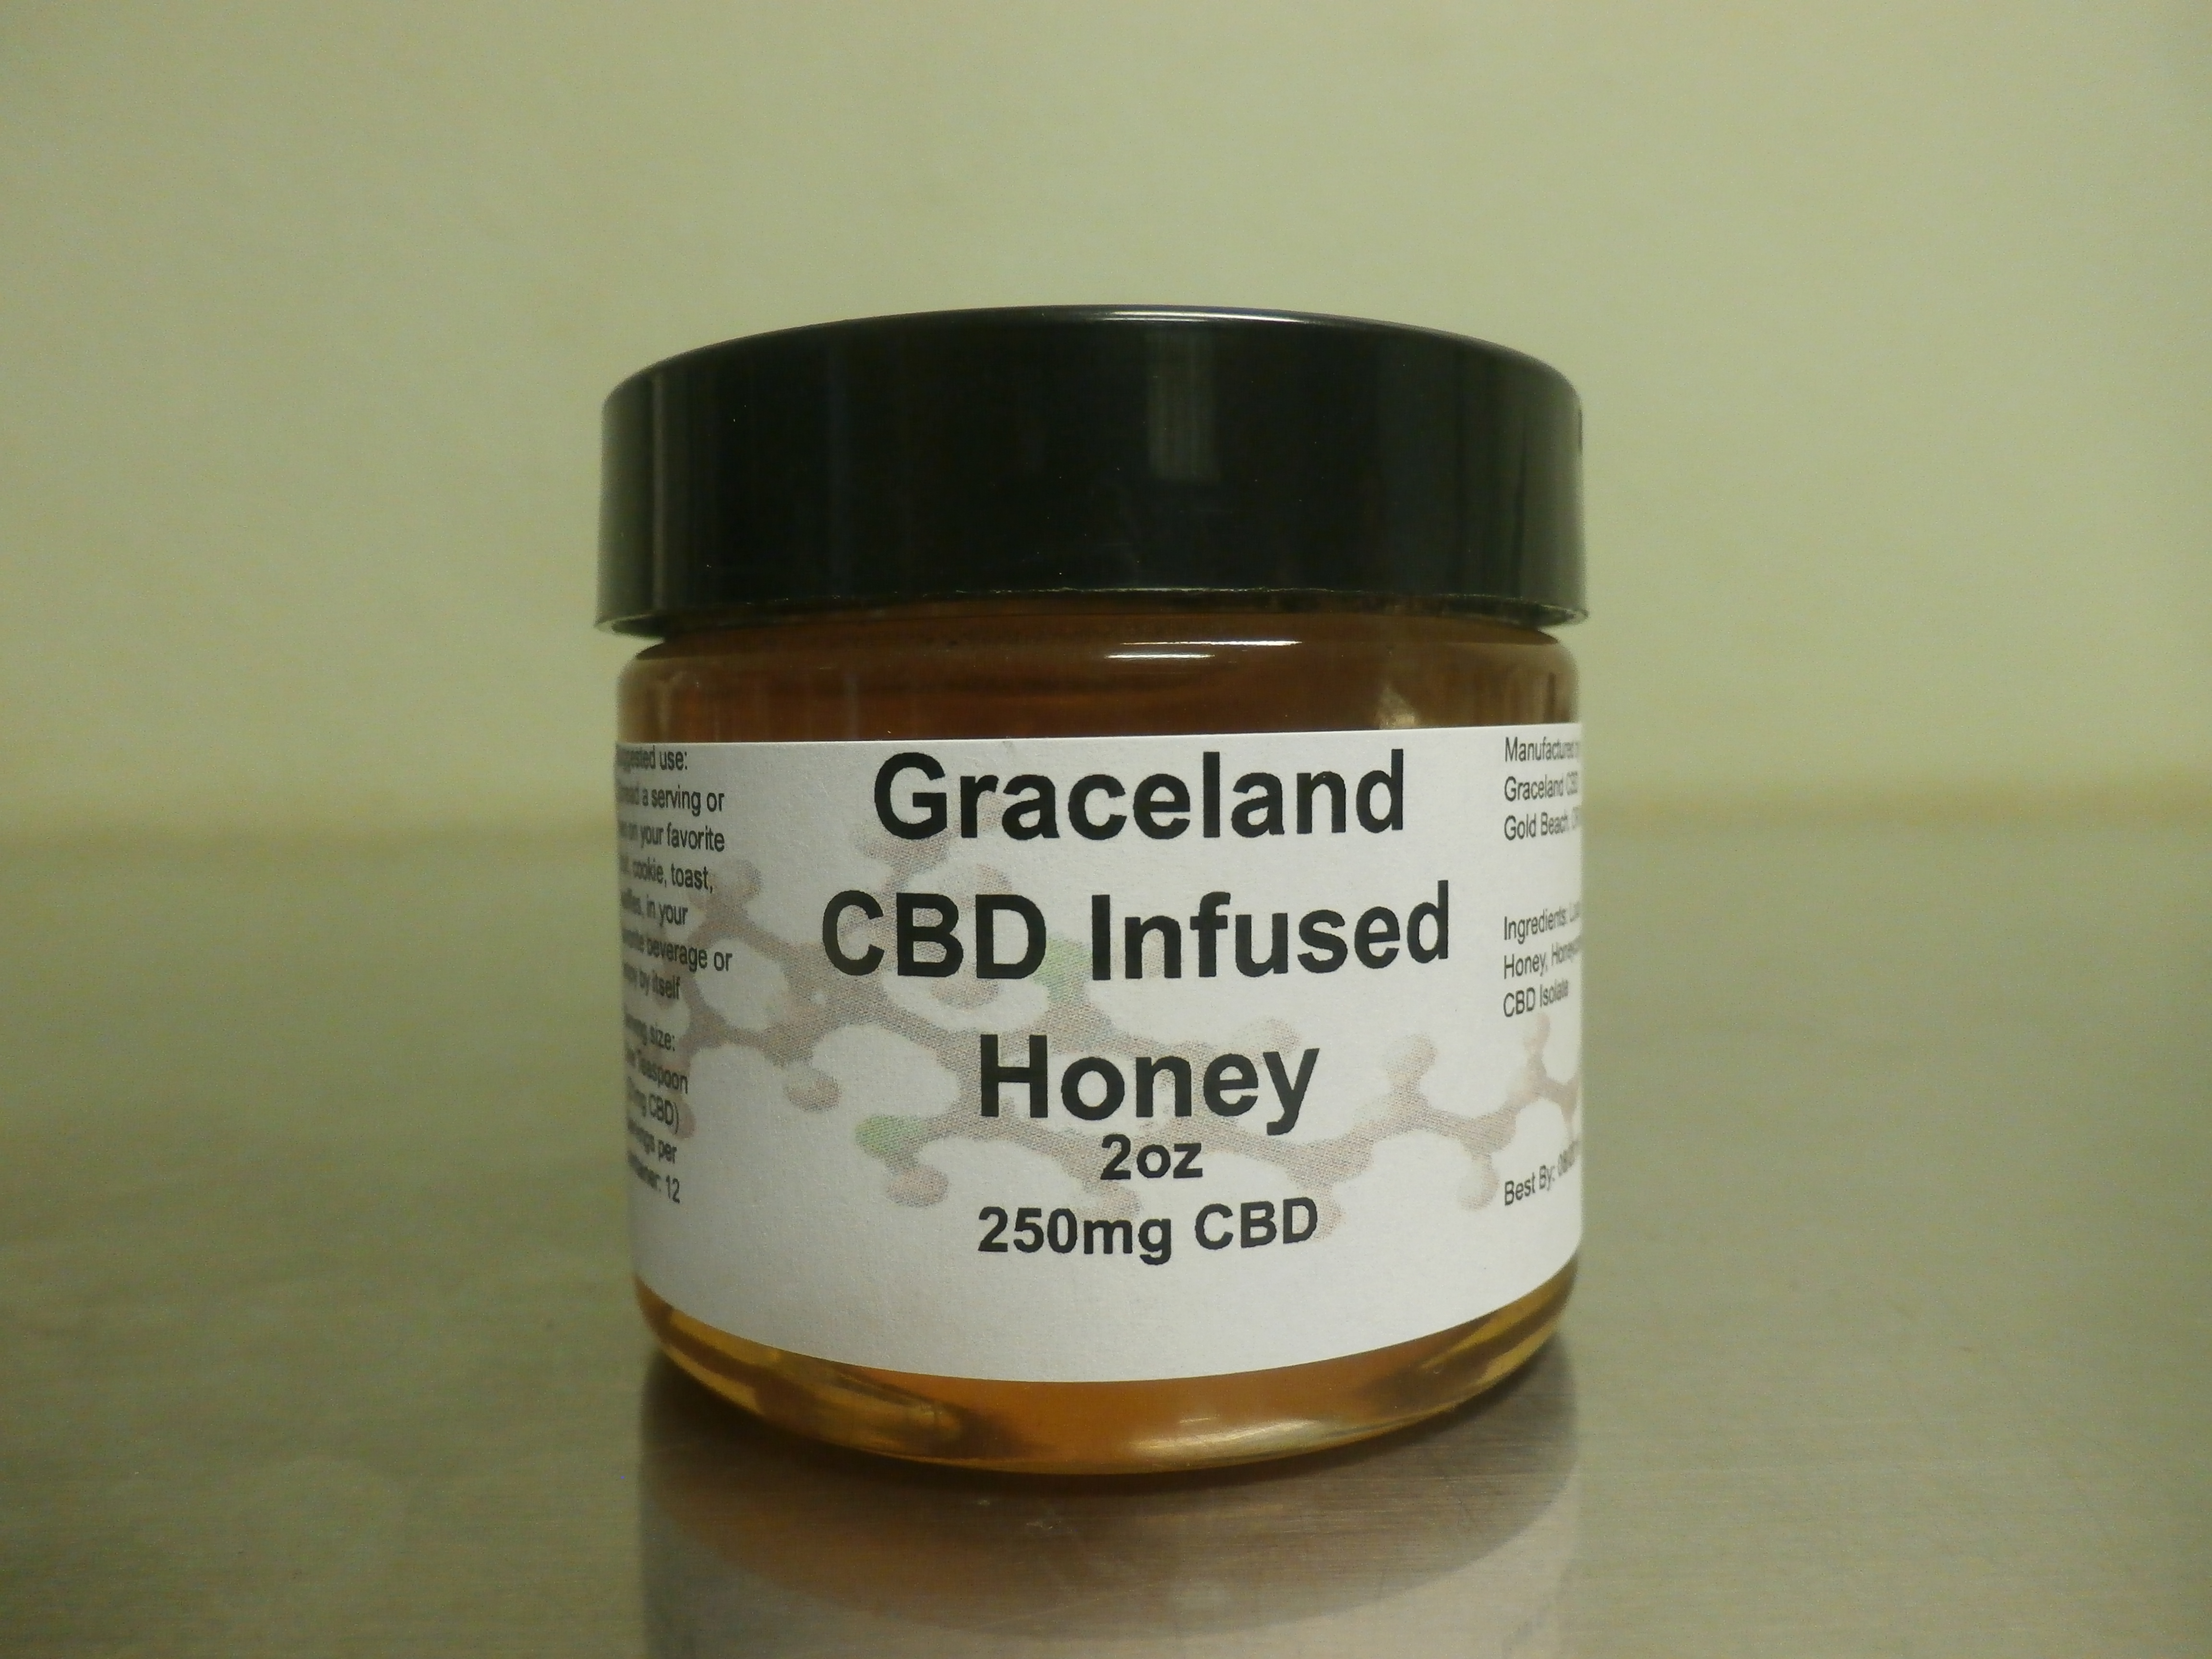 use:
a serving or
on your favorite
cookie, toast,
in your
beverage or
by itself
size:
Teaspoon
CBD)
per
12
Graceland
CBD Infused
Honey
2oz
250mg CBD
Manufactured
Graceland CBD
Gold Beach,
Ingredients:
Honey,
CBD Isolate
Best By: